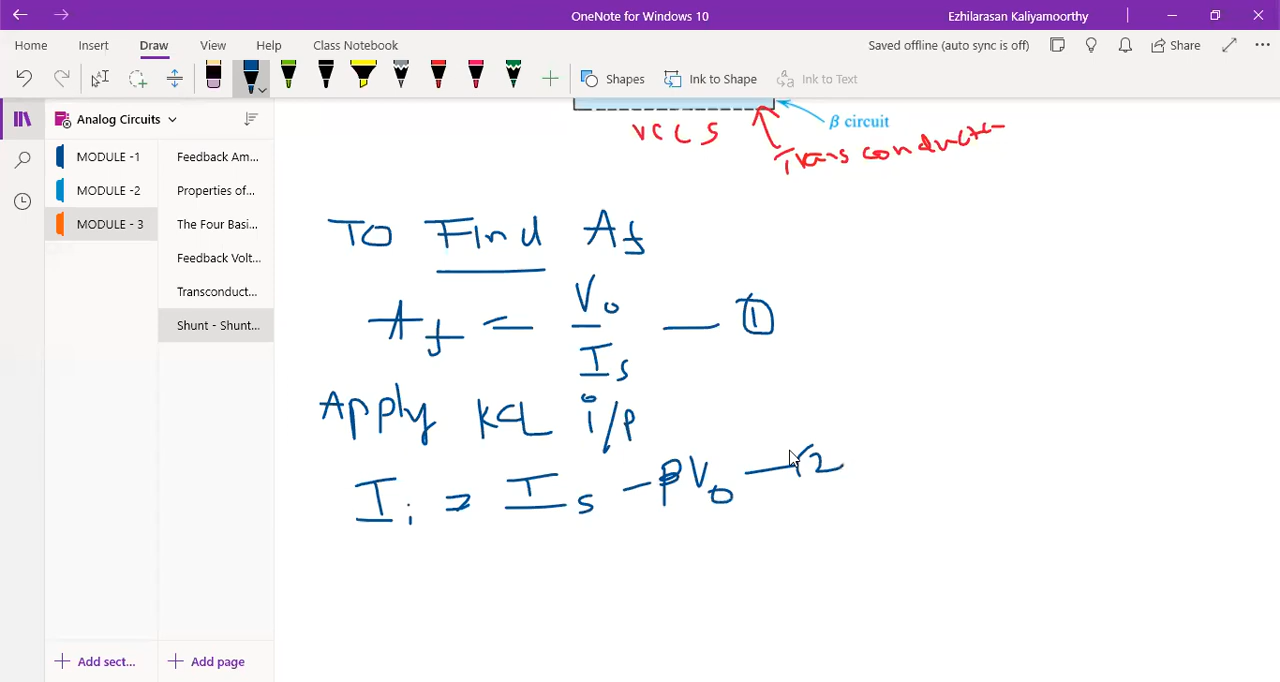 OneNote for Windows 10
Ezhilarasan Kaliyamoorthy
Home Insert Draw View Help Class Notebook
Saved offline (auto sync is off) Share
Shapes Ink to Shape Ink to Text
Analog Circuits
MODULE -1
MODULE -2
MODULE - 3
Feedback Am...
Properties of...
The Four Basi...
Feedback Volt...
Transconduct...
Shunt - Shunt...
+ Add sect...
+ Add page
β circuit
VCCS
TO Find Af
Af = Vo / Is — ①
Apply KCL i/p
Ii = Is - βVo — (2